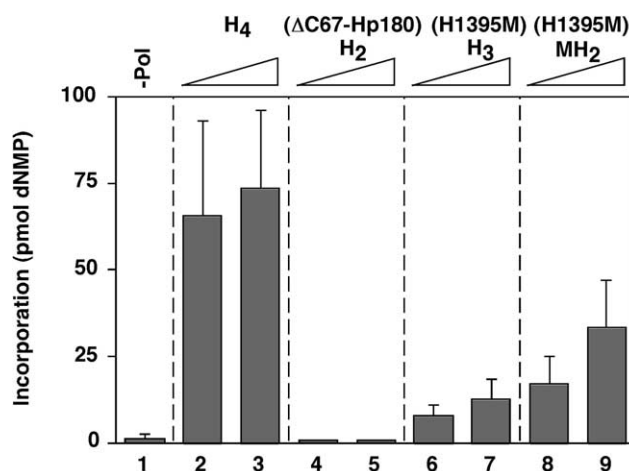 (ΔC67-Hp180) (H1395M) (H1395M)
-Pol H₄ H₂ H₃ MH₂
Incorporation (pmol dNMP)
100
75
50
25
0
1 2 3 4 5 6 7 8 9